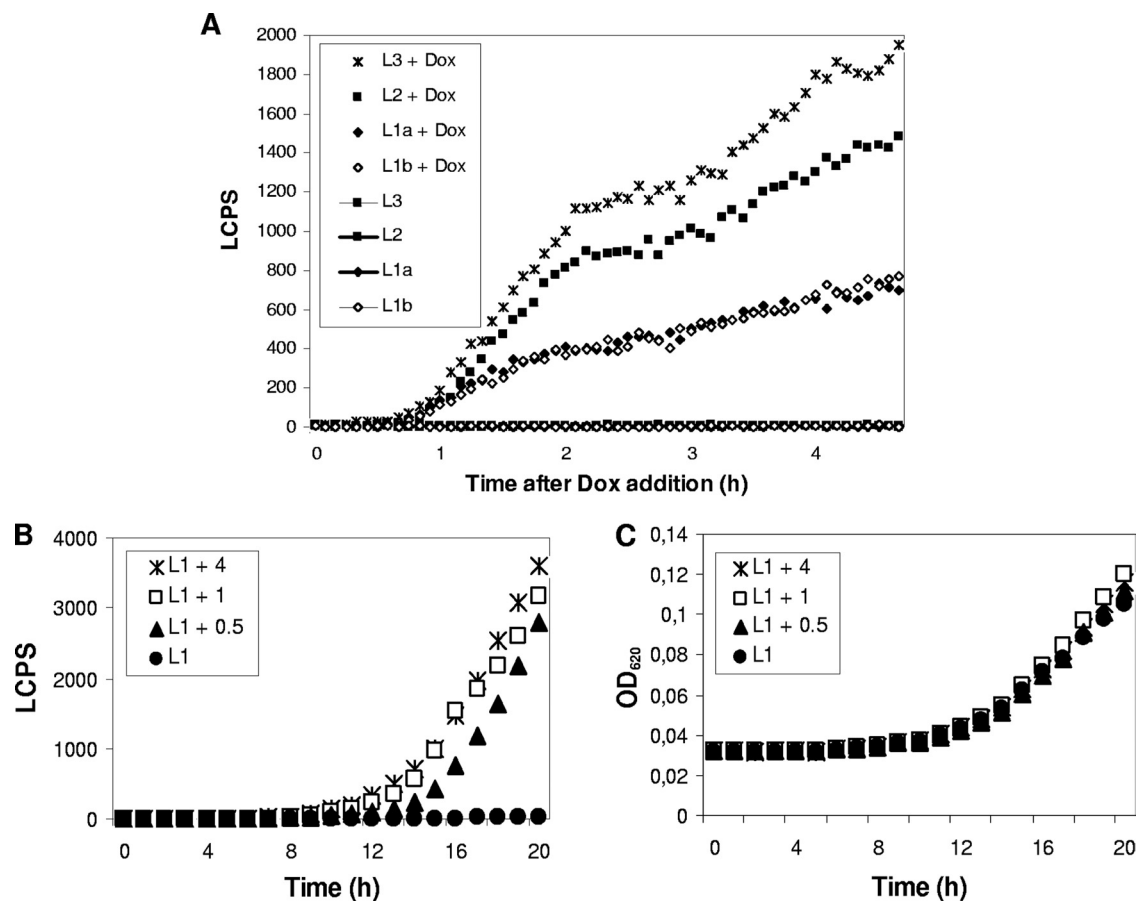 A
2000
1800
1600
1400
1200
1000
800
600
400
200
0
LCPS
L3 + Dox
L2 + Dox
L1a + Dox
L1b + Dox
L3
L2
L1a
L1b
0 1 2 3 4
Time after Dox addition (h)
B
4000
3000
2000
1000
0
LCPS
L1 + 4
L1 + 1
L1 + 0.5
L1
0 4 8 12 16 20
Time (h)
C
0,14
0,12
0,1
0,08
0,06
0,04
0,02
0
OD620
L1 + 4
L1 + 1
L1 + 0.5
L1
0 4 8 12 16 20
Time (h)